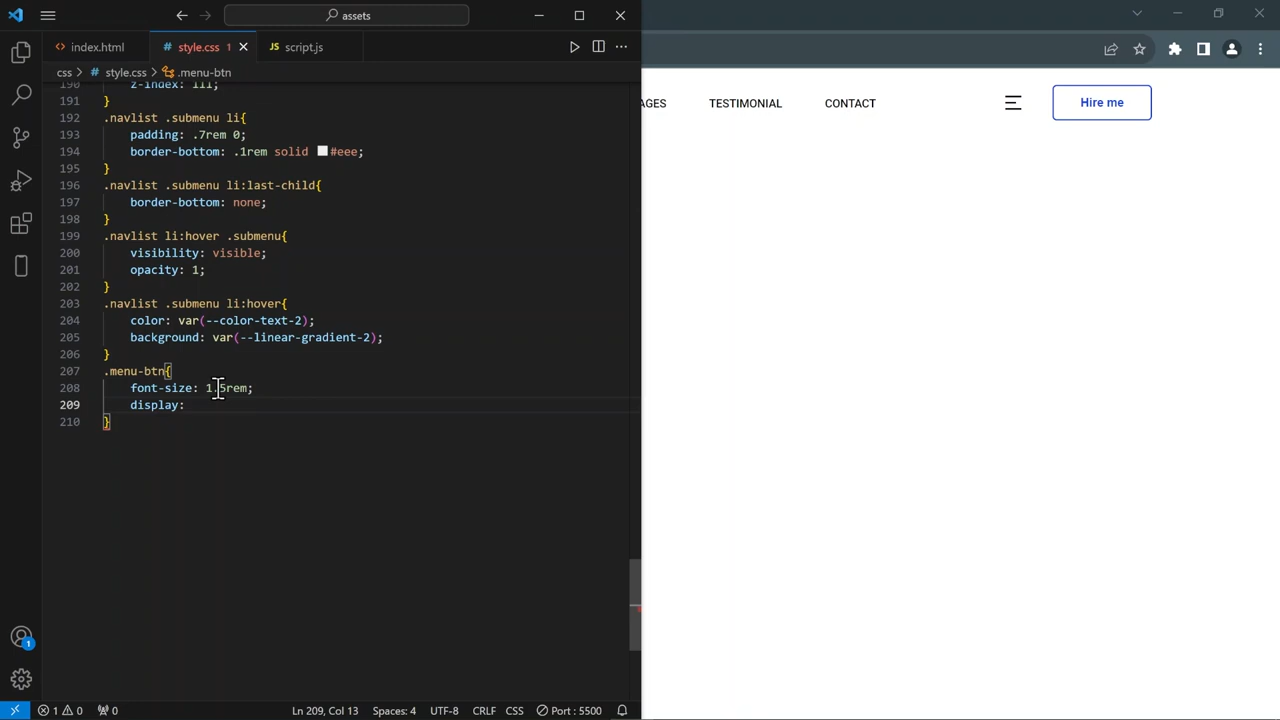 assets
index.html
style.css 1
script.js
css > # style.css > .menu-btn
190 z-index: 111;
191 }
192 .navlist .submenu li{
193 padding: .7rem 0;
194 border-bottom: .1rem solid #eee;
195 }
196 .navlist .submenu li:last-child{
197 border-bottom: none;
198 }
199 .navlist li:hover .submenu{
200 visibility: visible;
201 opacity: 1;
202 }
203 .navlist .submenu li:hover{
204 color: var(--color-text-2);
205 background: var(--linear-gradient-2);
206 }
207 .menu-btn{
208 font-size: 1.5rem;
209 display:
210 }
AGES TESTIMONIAL CONTACT Hire me
1
1 0 0 Ln 209, Col 13 Spaces: 4 UTF-8 CRLF CSS Port : 5500